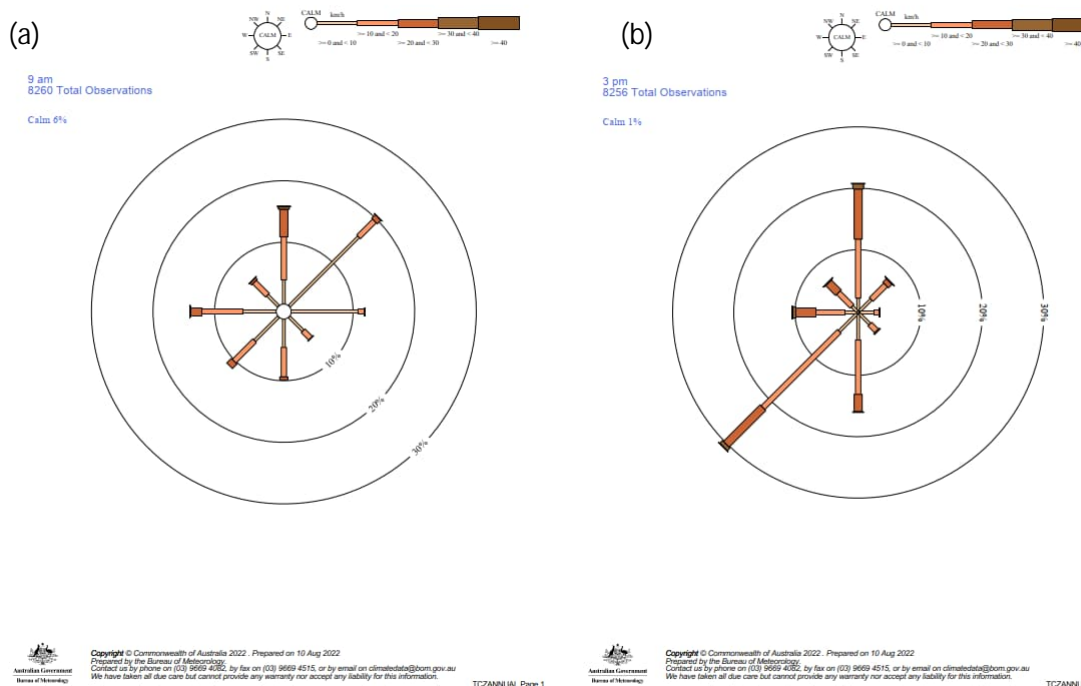 (a)
N
NW NE
W CALM E
SW SE
S
CALM km/h
>= 0 and < 10 >= 10 and < 20 >= 20 and < 30 >= 30 and < 40 >= 40
9 am
8260 Total Observations
Calm 6%
10%
20%
30%
Australian Government
Bureau of Meteorology
Copyright © Commonwealth of Australia 2022 . Prepared on 10 Aug 2022
Prepared by the Bureau of Meteorology.
Contact us by phone on (03) 9669 4082, by fax on (03) 9669 4515, or by email on climatedata@bom.gov.au
We have taken all due care but cannot provide any warranty nor accept any liability for this information.
TCZANNUAL Page 1
(b)
N
NW NE
W CALM E
SW SE
S
CALM km/h
>= 0 and < 10 >= 10 and < 20 >= 20 and < 30 >= 30 and < 40 >= 40
3 pm
8256 Total Observations
Calm 1%
10% 20% 30%
Australian Government
Bureau of Meteorology
Copyright © Commonwealth of Australia 2022 . Prepared on 10 Aug 2022
Prepared by the Bureau of Meteorology.
Contact us by phone on (03) 9669 4082, by fax on (03) 9669 4515, or by email on climatedata@bom.gov.au
We have taken all due care but cannot provide any warranty nor accept any liability for this information.
TCZANNU